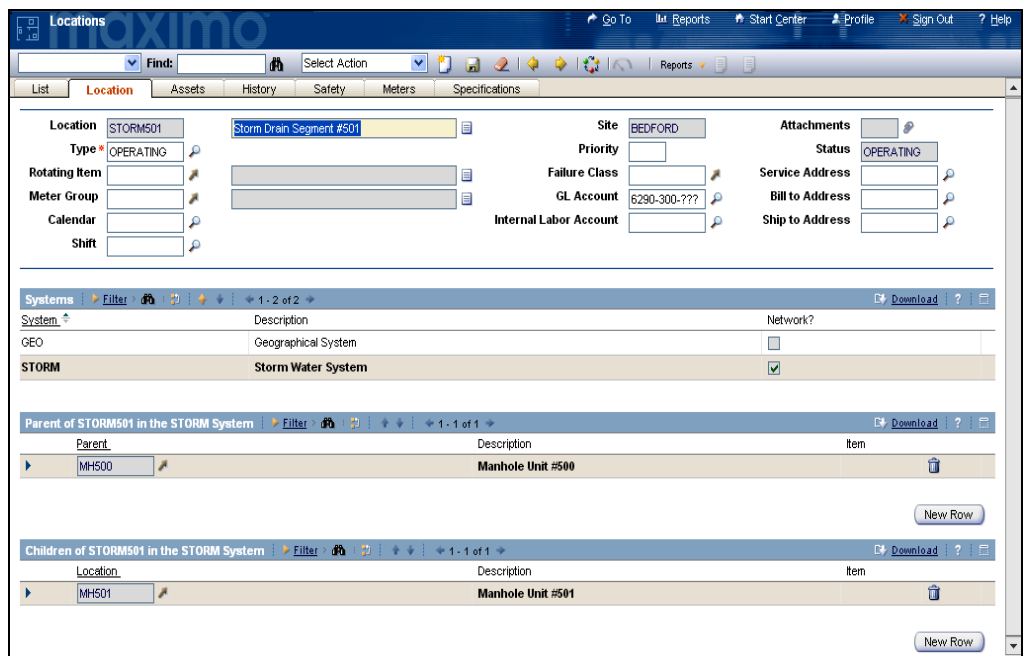 Locations
maximo
Go To Reports Start Center Profile Sign Out ? Help
Find: Select Action Reports
List Location Assets History Safety Meters Specifications
Location STORM501 Storm Drain Segment #501 Site BEDFORD Attachments
Type * OPERATING Priority Status OPERATING
Rotating Item Failure Class Service Address
Meter Group GL Account 6290-300-??? Bill to Address
Calendar Internal Labor Account Ship to Address
Shift
Systems Filter 1 - 2 of 2 Download ?
System Description Network?
GEO Geographical System
STORM Storm Water System
Parent of STORM501 in the STORM System Filter 1 - 1 of 1 Download ?
Parent Description Item
MH500 Manhole Unit #500
New Row
Children of STORM501 in the STORM System Filter 1 - 1 of 1 Download ?
Location Description Item
MH501 Manhole Unit #501
New Row